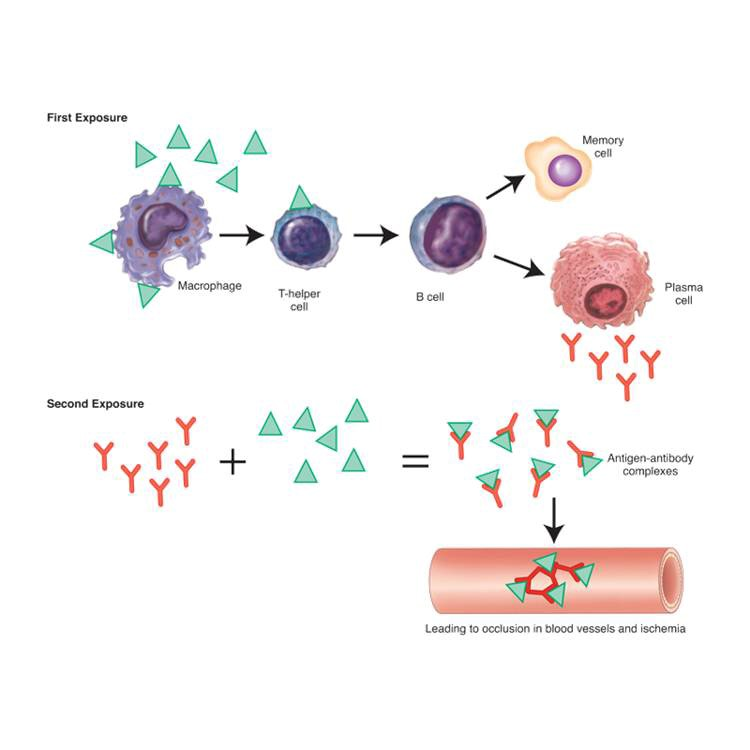 First Exposure
Memory
cell
Macrophage
T-helper
cell
B cell
Plasma
cell
Second Exposure
+
=
Antigen-antibody
complexes
Leading to occlusion in blood vessels and ischemia